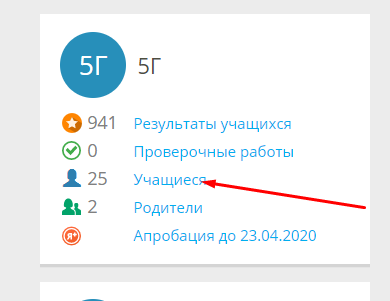 5Г 5Г
941 Результаты учащихся
0 Проверочные работы
25 Учащиеся
2 Родители
Я+ Апробация до 23.04.2020